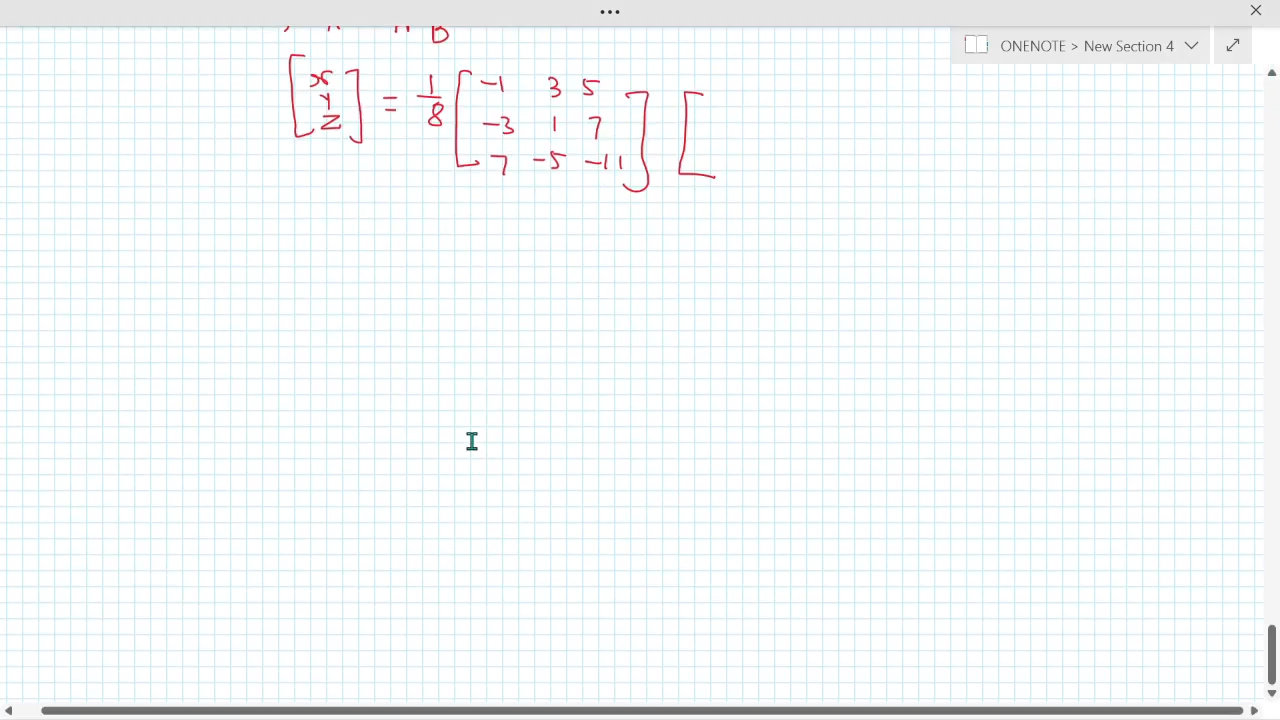 ONENOTE > New Section 4
B
[x y z] = 1/8 [-1 3 5
-3 1 7
7 -5 -11] [